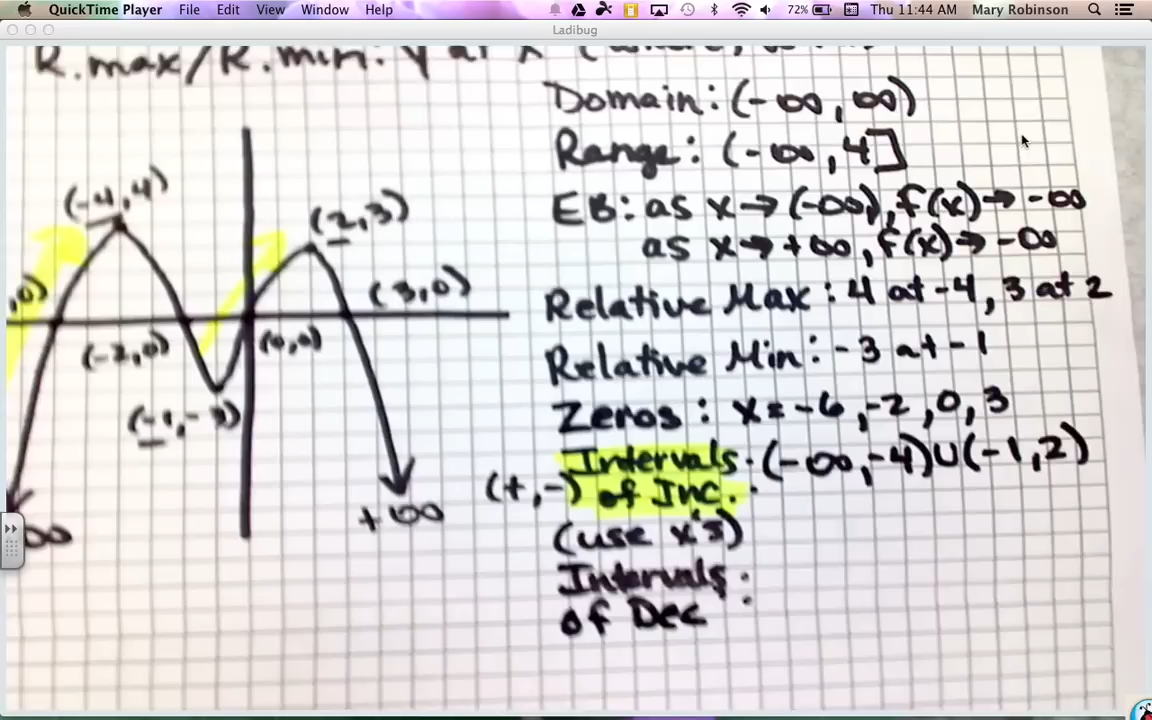 QuickTime Player File Edit View Window Help 72% Thu 11:44 AM Mary Robinson
Ladibug
R.max/R.min: y at x
Domain: (-∞, ∞)
Range: (-∞, 4]
EB: as x → (-∞), f(x) → -∞
as x → +∞, f(x) → -∞
Relative Max: 4 at -4, 3 at 2
Relative Min: -3 at -1
Zeros: x = -6, -2, 0, 3
Intervals: (-∞, -4) ∪ (-1, 2)
(+, -) of Inc.
(use x's)
Intervals:
of Dec
(-4, 4)
(2, 3)
,0)
(3, 0)
(-2, 0)
(0, 0)
(-1, -3)
+∞
∞